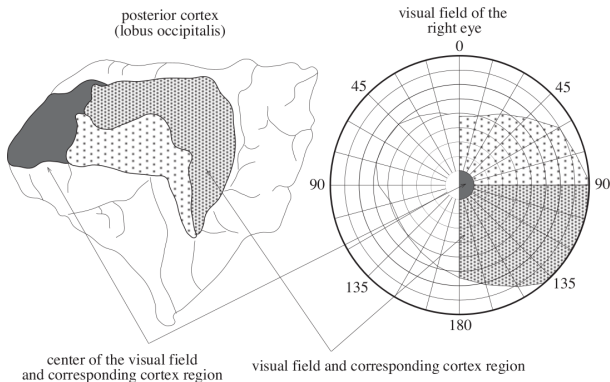 posterior cortex
(lobus occipitalis)
visual field of the
right eye
0
45
45
90
90
135
135
180
center of the visual field
and corresponding cortex region
visual field and corresponding cortex region